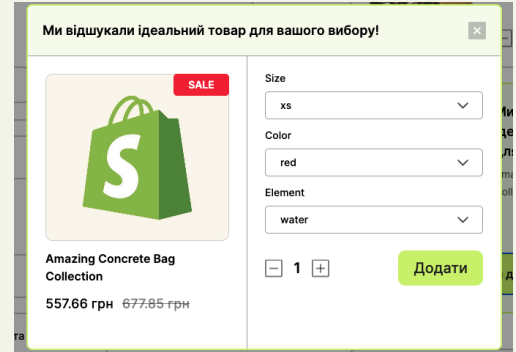 Ми відшукали ідеальний товар для вашого вибору!
SALE
S
Amazing Concrete Bag
Collection
557.66 грн 677.85 грн
Size
xs
Color
red
Element
water
1
Додати
та